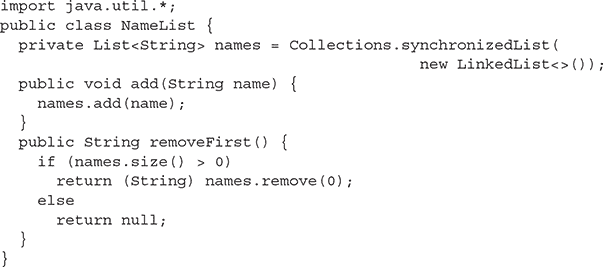 import java.util.*;
public class NameList {
  private List<String> names = Collections.synchronizedList(
                                            new LinkedList<>());
  public void add(String name) {
    names.add(name);
  }
  public String removeFirst() {
    if (names.size() > 0)
      return (String) names.remove(0);
    else
      return null;
  }
}